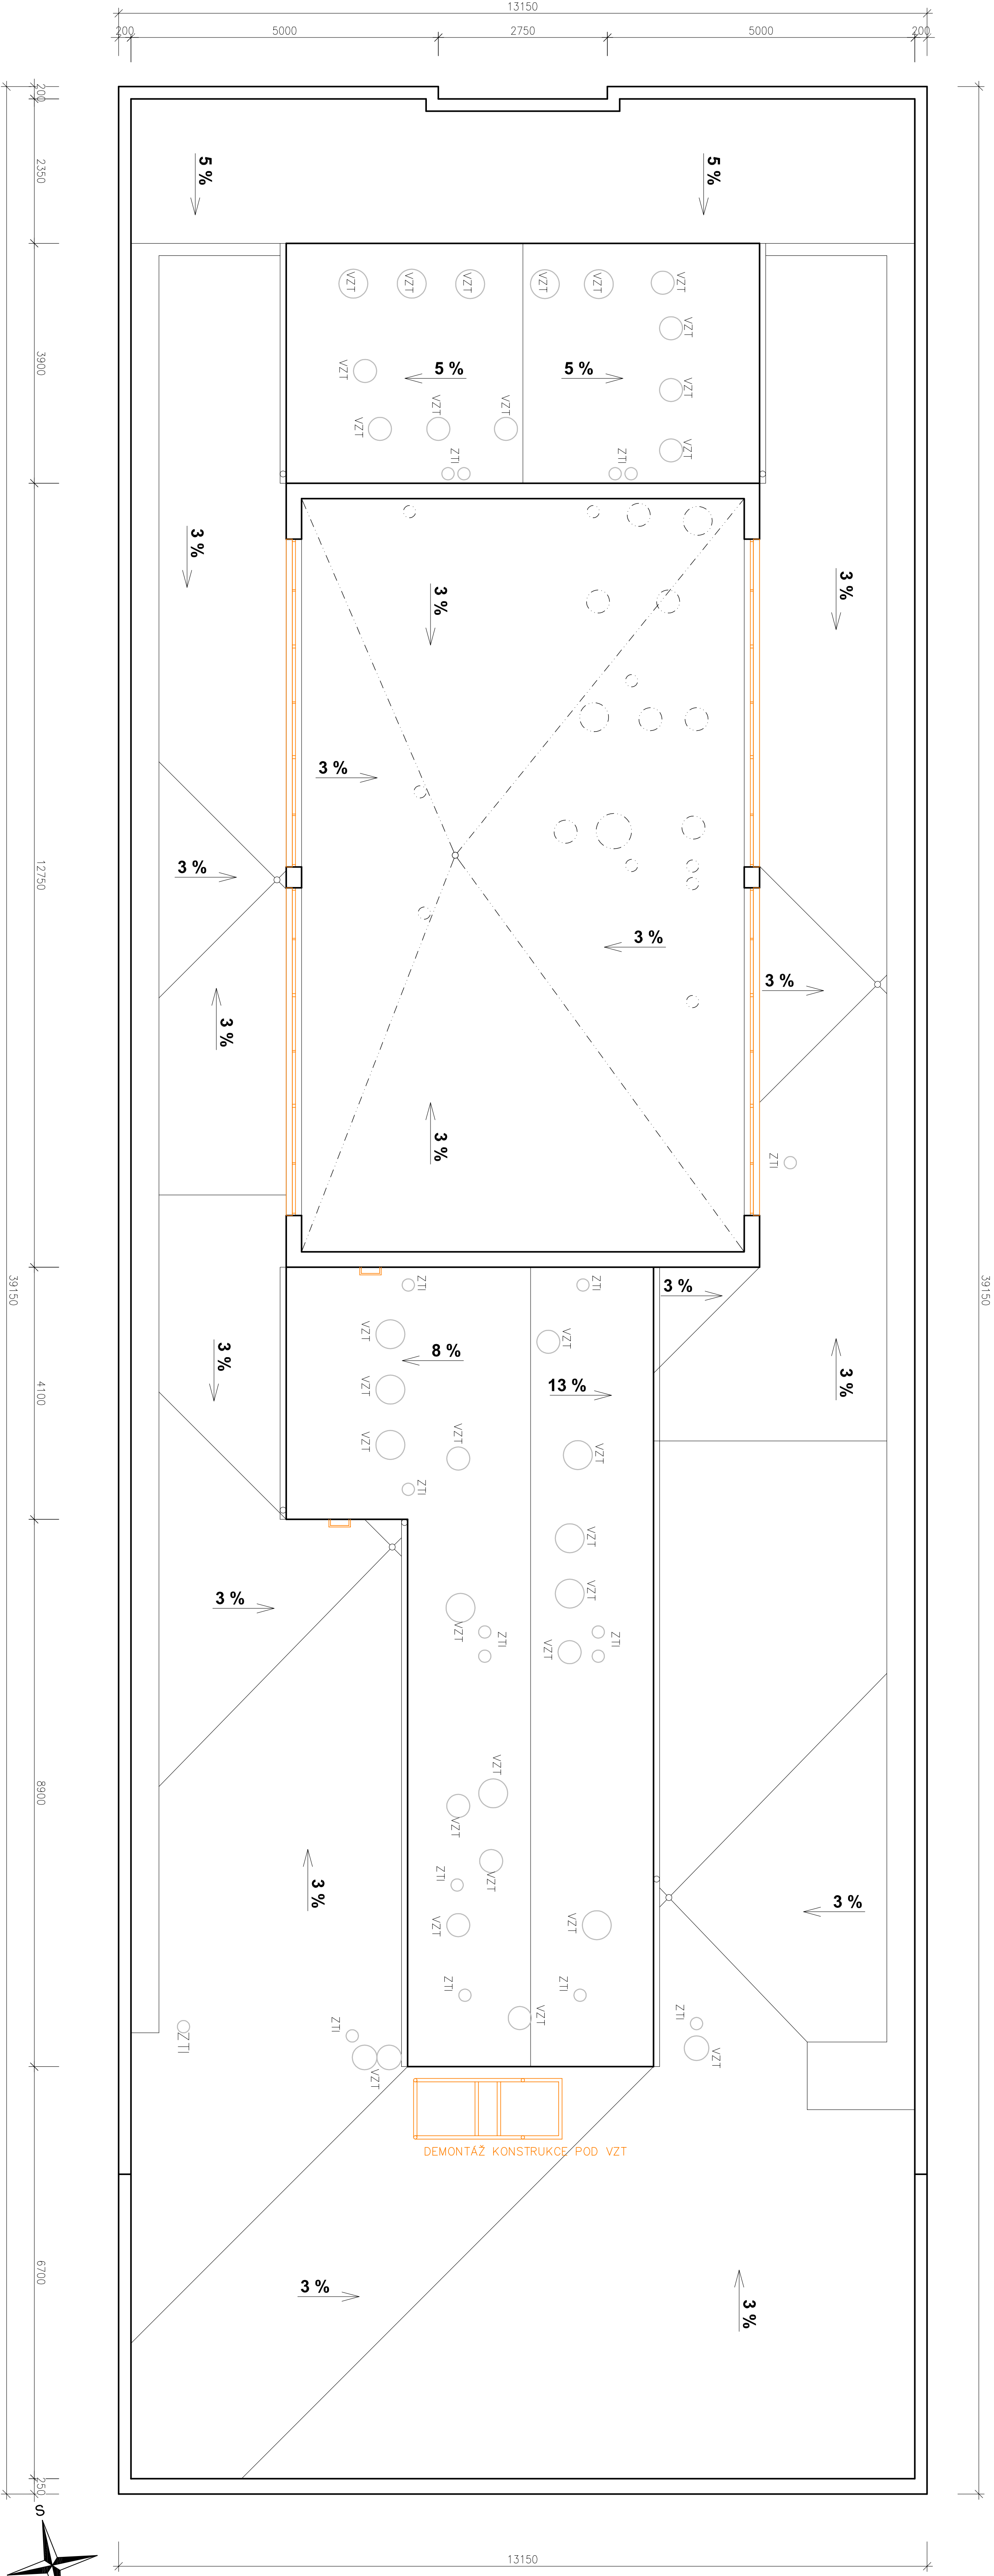 13150
200
5000
2750
5000
200
200
2350
5 %
5 %
VZT
VZT
VZT
VZT
VZT
VZT
VZT
3900
VZT
5 %
5 %
VZT
VZT
VZT
VZT
VZT
ZTI
ZTI
3 %
3 %
3 %
3 %
12750
3 %
3 %
3 %
3 %
3 %
ZTI
39150
39150
ZTI
ZTI
3 %
VZT
VZT
3 %
8 %
3 %
4100
VZT
13 %
VZT
VZT
VZT
ZTI
VZT
3 %
VZT
VZT
ZTI
ZTI
VZT
VZT
8900
VZT
ZTI
VZT
3 %
3 %
VZT
VZT
ZTI
ZTI
ZTI
VZT
ZTI
ZTI
VZT
VZT
DEMONTÁŽ KONSTRUKCE POD VZT
6700
3 %
3 %
250
S
13150